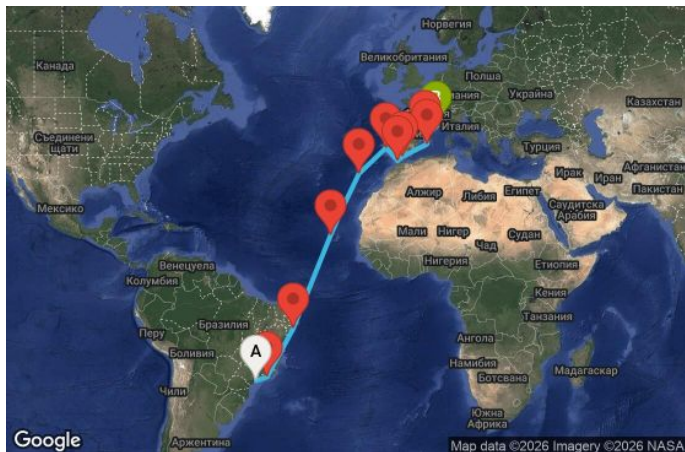 Норвегия
Канада
Великобритания
Полша
мания
Украйна
Казахстан
Италия
Съединени
щати
Турция
Афганистан
Ирак
Иран
Пакистан
Алжир
Либия
Египет
Саудитска
Арабия
Мексико
Мали
Нигер
Чад
Судан
Венецуела
Нигерия
Етиопия
Колумбия
Кения
Бразилия
Танзания
Перу
Ангола
A
Боливия
Намибия
Ботсвана
Мадагаскар
Чили
Южна
Африка
Аржентина
Google
Map data ©2026 Imagery ©2026 NASA